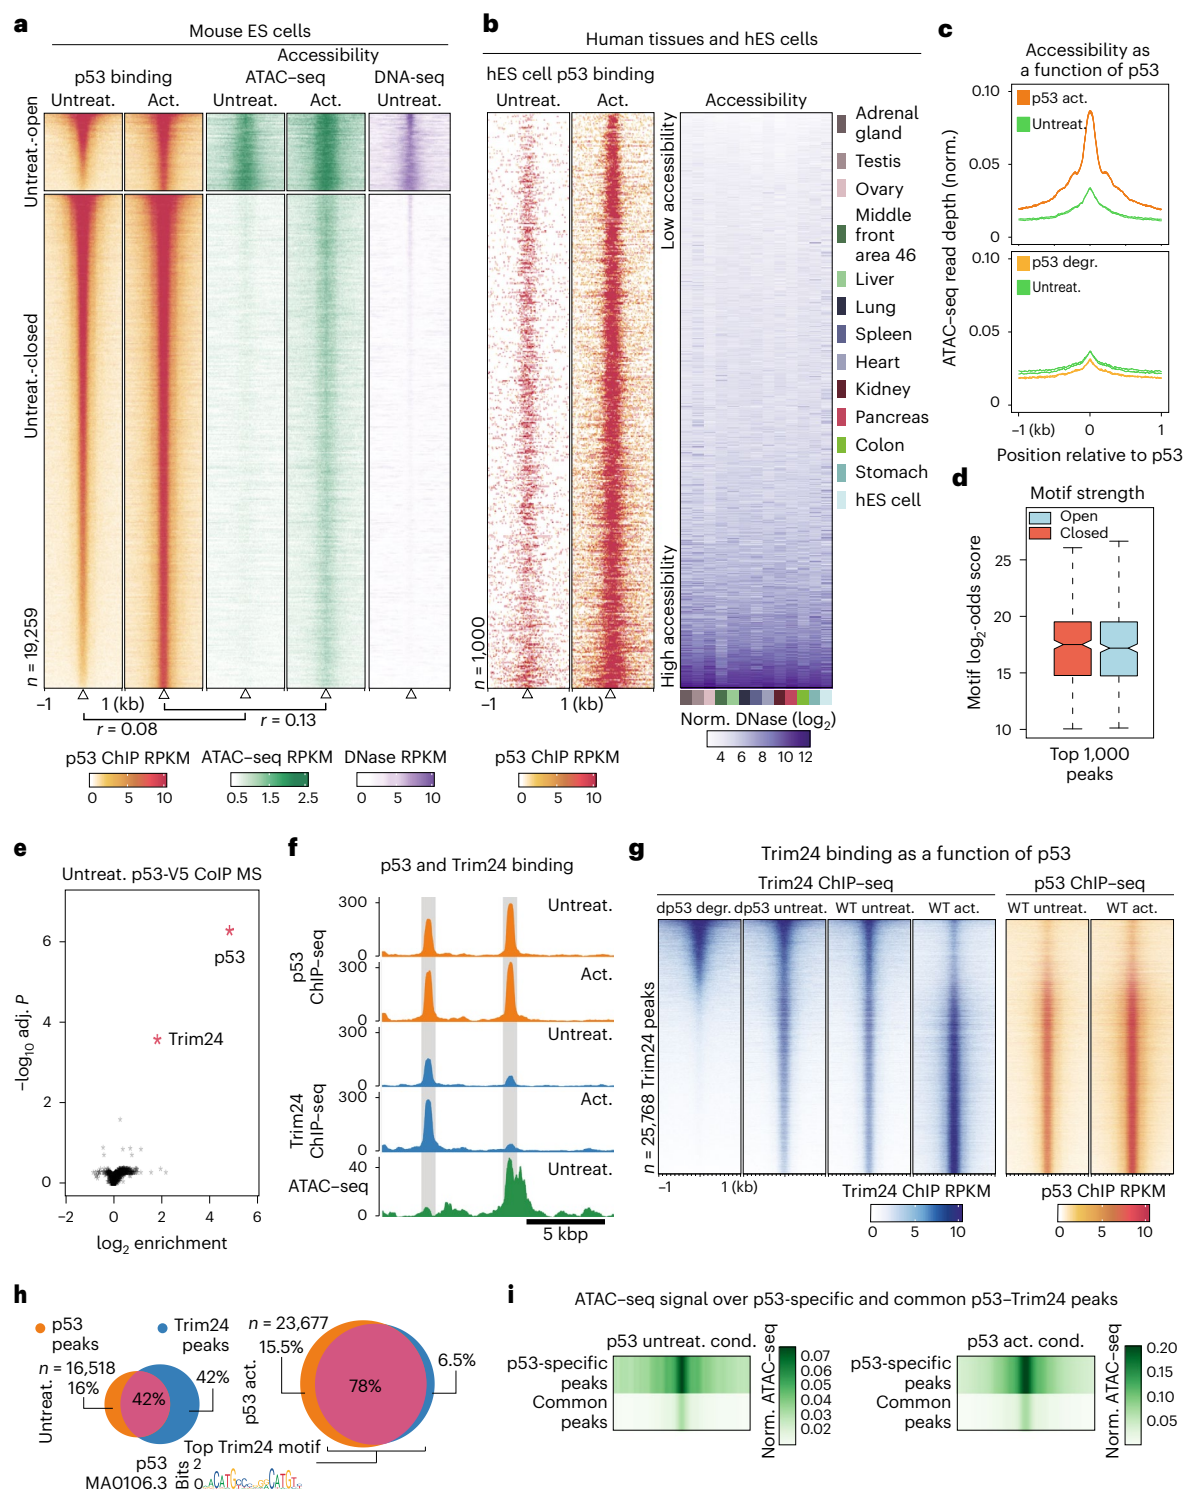 a
Mouse ES cells
Accessibility
p53 binding
ATAC–seq
DNA-seq
Untreat.
Act.
Untreat.
Act.
Untreat.
Untreat.-open
Untreat.-closed
n = 19,259
–1
1 (kb)
r = 0.08
r = 0.13
p53 ChIP RPKM
0 5 10
ATAC–seq RPKM
0.5 1.5 2.5
DNase RPKM
0 5 10
b
Human tissues and hES cells
hES cell p53 binding
Untreat.
Act.
Accessibility
Low accessibility
High accessibility
n = 1,000
–1
1 (kb)
p53 ChIP RPKM
0 5 10
Norm. DNase (log2)
4 6 8 10 12
Adrenal
gland
Testis
Ovary
Middle
front
area 46
Liver
Lung
Spleen
Heart
Kidney
Pancreas
Colon
Stomach
hES cell
c
Accessibility as
a function of p53
ATAC–seq read depth (norm.)
0.10
0.05
0
p53 act.
Untreat.
0.10
0.05
0
p53 degr.
Untreat.
–1 (kb)
0
1
Position relative to p53
d
Motif strength
Open
Closed
Motif log2-odds score
25
20
15
10
Top 1,000
peaks
e
Untreat. p53-V5 CoIP MS
–log10 adj. P
6
4
2
0
p53
Trim24
–2 0 2 4 6
log2 enrichment
f
p53 and Trim24 binding
p53
ChIP–seq
300
0
Untreat.
300
0
Act.
Trim24
ChIP–seq
300
0
Untreat.
300
0
Act.
ATAC–seq
40
0
Untreat.
5 kbp
g
Trim24 binding as a function of p53
Trim24 ChIP–seq
p53 ChIP–seq
dp53 degr.
dp53 untreat.
WT untreat.
WT act.
WT untreat.
WT act.
n = 25,768 Trim24 peaks
–1
1 (kb)
Trim24 ChIP RPKM
0 5 10
p53 ChIP RPKM
0 5 10
h
p53
peaks
Trim24
peaks
Untreat.
n = 16,518
16%
42%
42%
p53 act.
n = 23,677
15.5%
78%
6.5%
Top Trim24 motif
p53
MA0106.3
Bits
2
0
i
ATAC–seq signal over p53-specific and common p53–Trim24 peaks
p53 untreat. cond.
p53-specific
peaks
Common
peaks
Norm. ATAC–seq
0.07
0.06
0.05
0.04
0.03
0.02
p53 act. cond.
p53-specific
peaks
Common
peaks
Norm. ATAC–seq
0.20
0.15
0.10
0.05